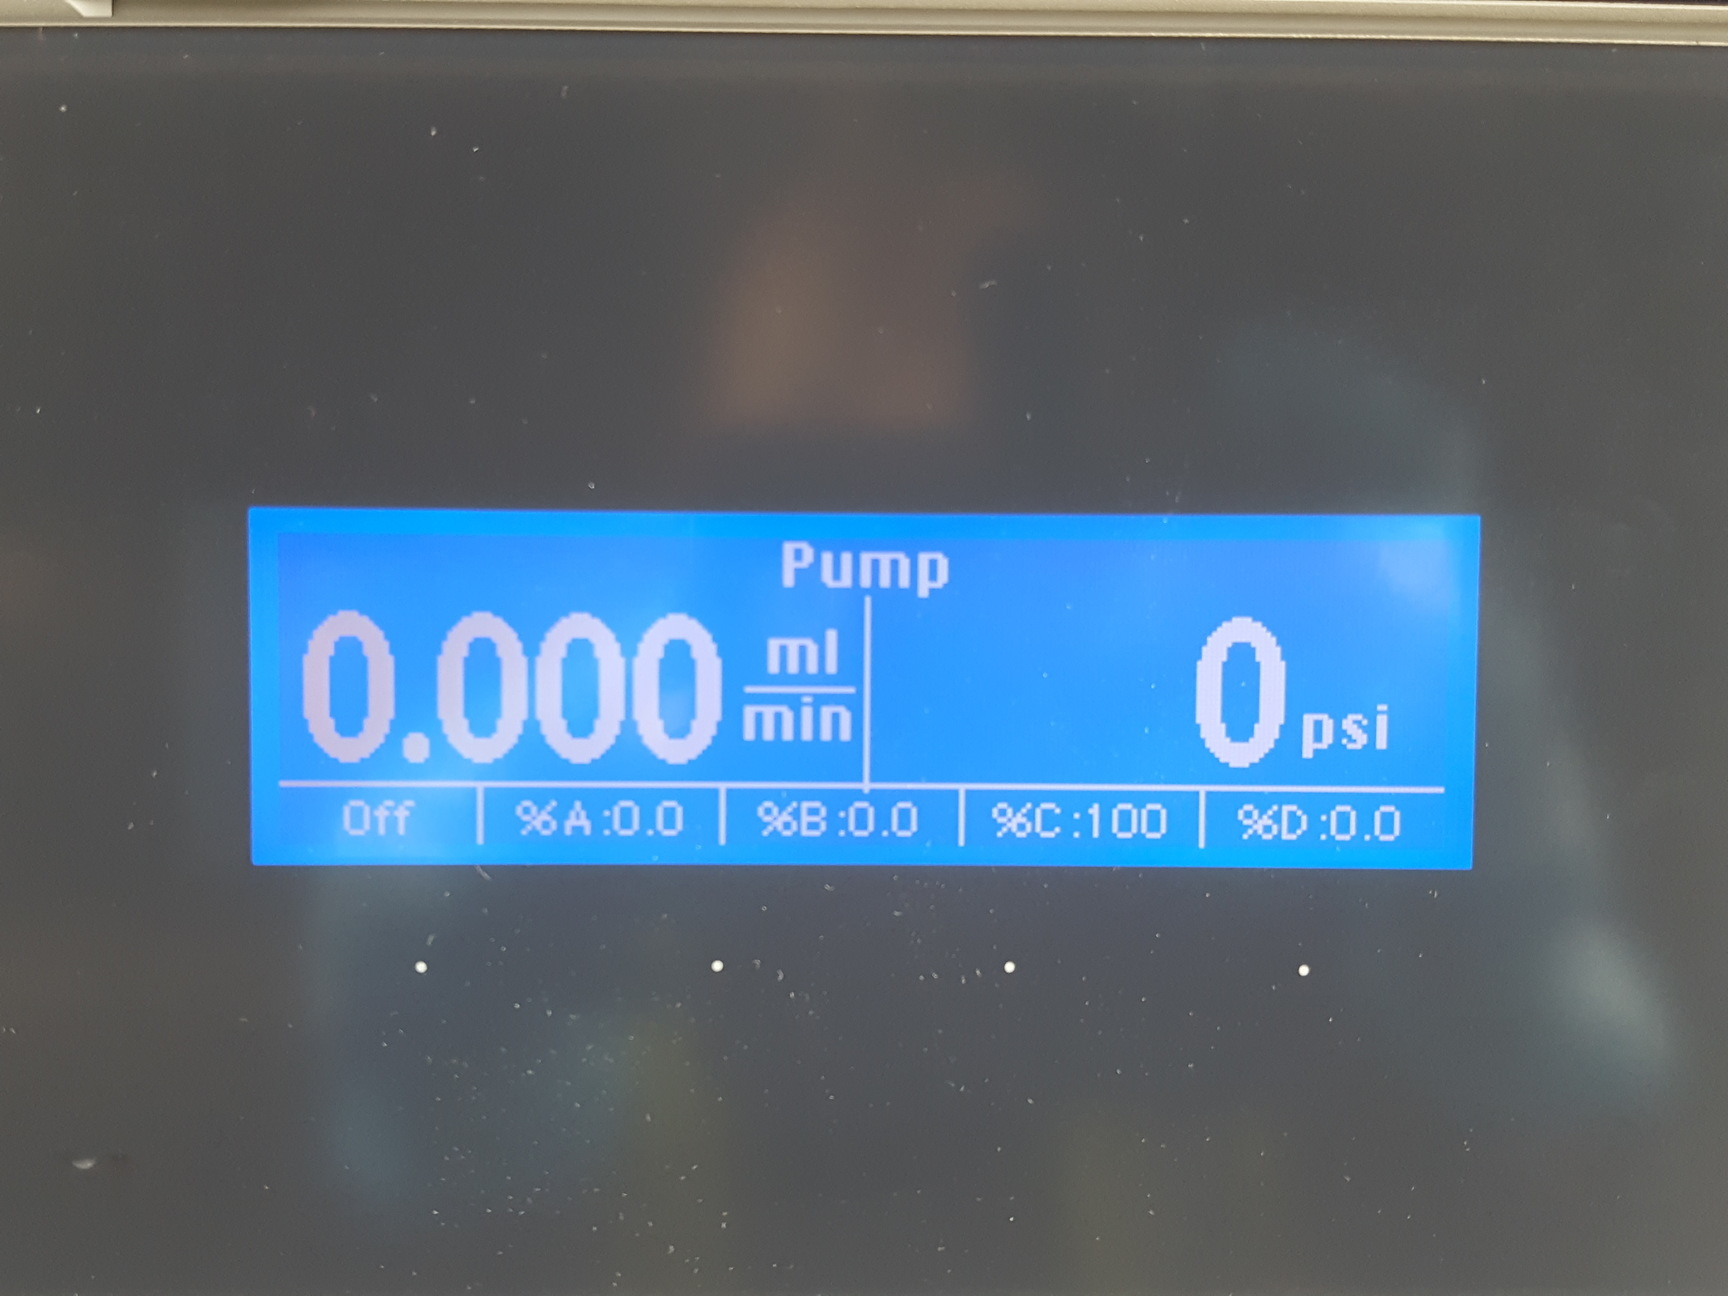 Pump
0.000 ml/min 0 psi
Off %A:0.0 %B:0.0 %C:100 %D:0.0